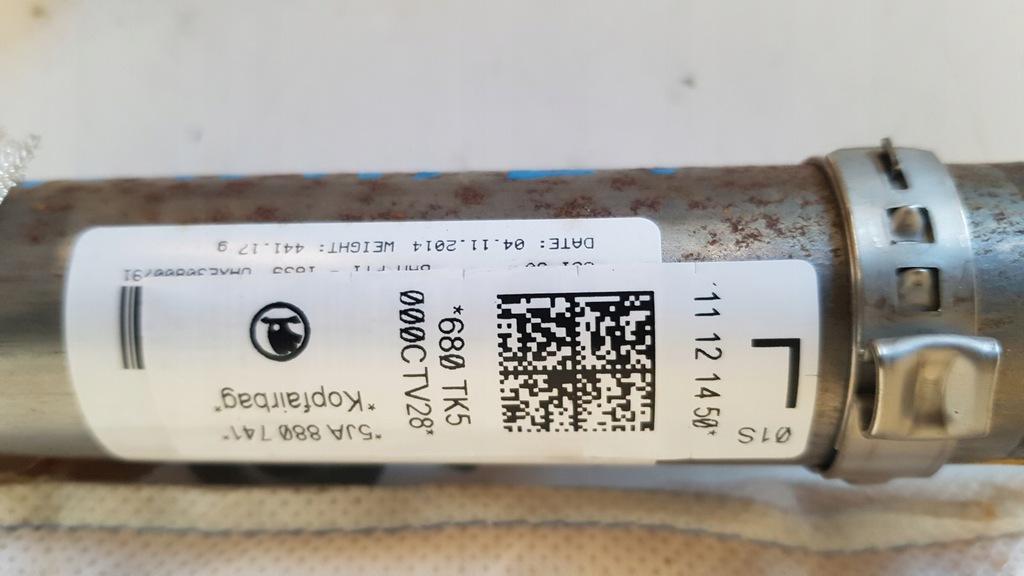 DATE: 04.11.2014 WEIGHT: 441.17 g
*5JA 880 741*
*Kopfairbag*
*680 TK5
000CTV28*
11 12 14 50*
L
01S